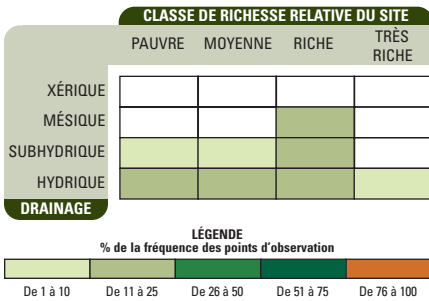 CLASSE DE RICHESSE RELATIVE DU SITE
PAUVRE MOYENNE RICHE TRÈS RICHE
XÉRIQUE
MÉSIQUE
SUBHYDRIQUE
HYDRIQUE
DRAINAGE
LÉGENDE
% de la fréquence des points d'observation
De 1 à 10 De 11 à 25 De 26 à 50 De 51 à 75 De 76 à 100